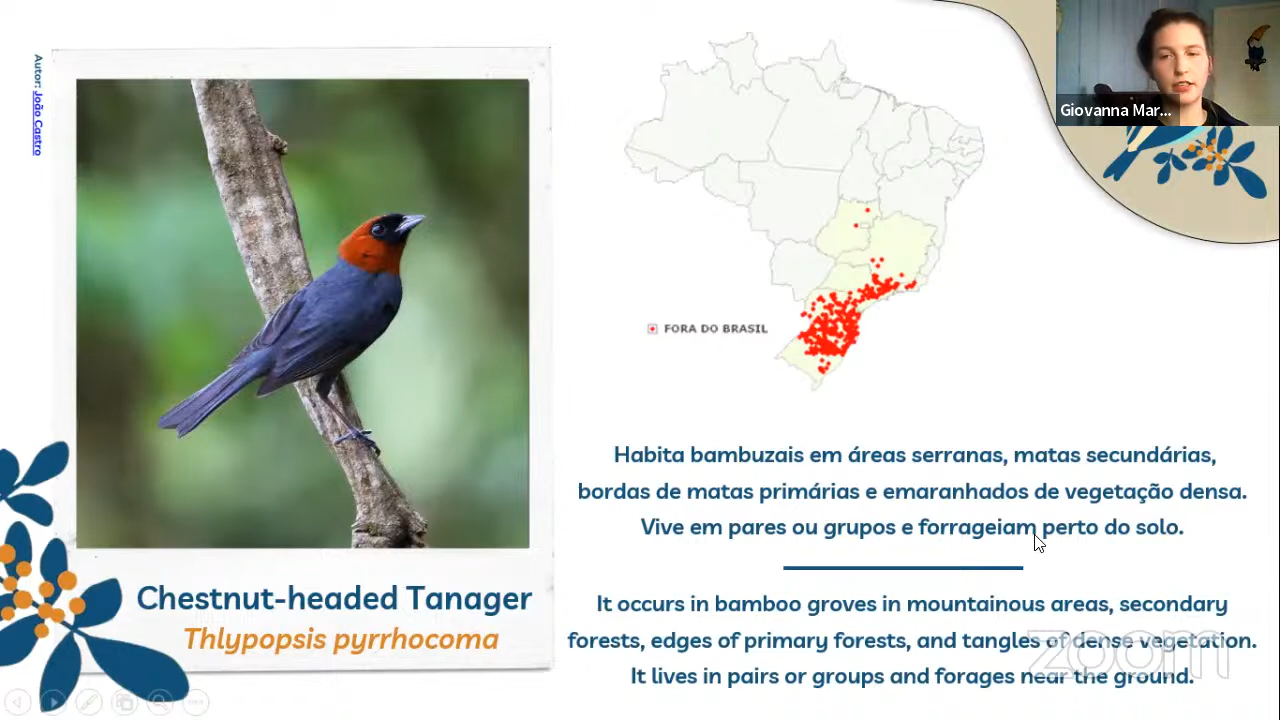 Autor: João Castro
Giovanna Mar...
FORA DO BRASIL
Habita bambuzais em áreas serranas, matas secundárias,
bordas de matas primárias e emaranhados de vegetação densa.
Vive em pares ou grupos e forrageiam perto do solo.
Chestnut-headed Tanager
Thlypopsis pyrrhocoma
It occurs in bamboo groves in mountainous areas, secondary
forests, edges of primary forests, and tangles of dense vegetation.
It lives in pairs or groups and forages near the ground.
zoom